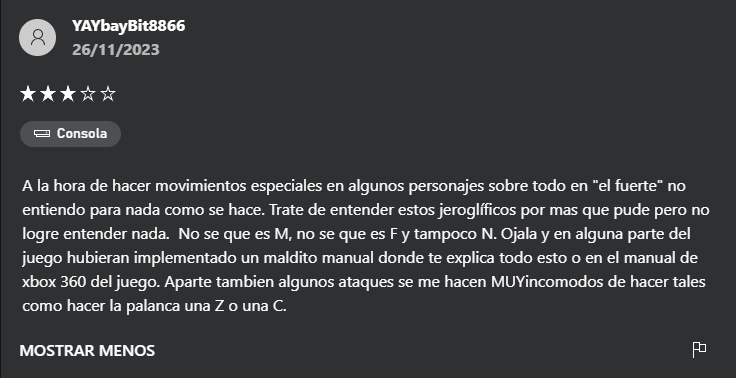 YAYbayBit8866
26/11/2023
Consola
A la hora de hacer movimientos especiales en algunos personajes sobre todo en "el fuerte" no
entiendo para nada como se hace. Trate de entender estos jeroglíficos por mas que pude pero no
logre entender nada.  No se que es M, no se que es F y tampoco N. Ojala y en alguna parte del
juego hubieran implementado un maldito manual donde te explica todo esto o en el manual de
xbox 360 del juego. Aparte tambien algunos ataques se me hacen MUYincomodos de hacer tales
como hacer la palanca una Z o una C.
MOSTRAR MENOS